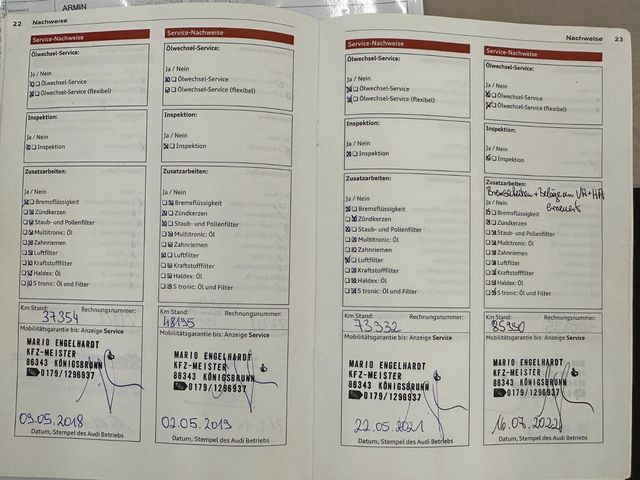 ARMIN
22 Nachweise
Service-Nachweise
Ölwechsel-Service:
Ja / Nein
Ölwechsel-Service
Ölwechsel-Service (flexibel)
Inspektion:
Ja / Nein
Inspektion
Zusatzarbeiten:
Ja / Nein
Bremsflüssigkeit
Zündkerzen
Staub- und Pollenfilter
Multitronic: Öl
Zahnriemen
Luftfilter
Kraftstofffilter
Haldex: Öl
S tronic: Öl und Filter
Km Stand: Rechnungsnummer:
37354
Mobilitätsgarantie bis: Anzeige Service
MARIO ENGELHARDT
KFZ-MEISTER
86343 KÖNIGSBRUNN
0179/1296937
09.05.2018
Datum, Stempel des Audi Betriebs
Service-Nachweise
Ölwechsel-Service:
Ja / Nein
Ölwechsel-Service
Ölwechsel-Service (flexibel)
Inspektion:
Ja / Nein
Inspektion
Zusatzarbeiten:
Ja / Nein
Bremsflüssigkeit
Zündkerzen
Staub- und Pollenfilter
Multitronic: Öl
Zahnriemen
Luftfilter
Kraftstofffilter
Haldex: Öl
S tronic: Öl und Filter
Km Stand: Rechnungsnummer:
48195
Mobilitätsgarantie bis: Anzeige Service
MARIO ENGELHARDT
KFZ-MEISTER
86343 KÖNIGSBRUNN
0179/1296937
02.05.2019
Datum, Stempel des Audi Betriebs
Nachweise 23
Service-Nachweise
Ölwechsel-Service:
Ja / Nein
Ölwechsel-Service
Ölwechsel-Service (flexibel)
Inspektion:
Ja / Nein
Inspektion
Zusatzarbeiten:
Ja / Nein
Bremsflüssigkeit
Zündkerzen
Staub- und Pollenfilter
Multitronic: Öl
Zahnriemen
Luftfilter
Kraftstofffilter
Haldex: Öl
S tronic: Öl und Filter
Km Stand: Rechnungsnummer:
73332
Mobilitätsgarantie bis: Anzeige Service
MARIO ENGELHARDT
KFZ-MEISTER
86343 KÖNIGSBRUNN
0179/1296937
22.05.2021
Datum, Stempel des Audi Betriebs
Service-Nachweise
Ölwechsel-Service:
Ja / Nein
Ölwechsel-Service
Ölwechsel-Service (flexibel)
Inspektion:
Ja / Nein
Inspektion
Zusatzarbeiten:
Bremsscheiben + Beläge an VA + HA
Ja / Nein
erneuert
Bremsflüssigkeit
Zündkerzen
Staub- und Pollenfilter
Multitronic: Öl
Zahnriemen
Luftfilter
Kraftstofffilter
Haldex: Öl
S tronic: Öl und Filter
Km Stand: Rechnungsnummer:
Mobilitätsgarantie bis: Anzeige Service
MARIO ENGELHARDT
KFZ-MEISTER
86343 KÖNIGSBRUNN
0179/1296937
16.07.2022
Datum, Stempel des Audi Betriebs